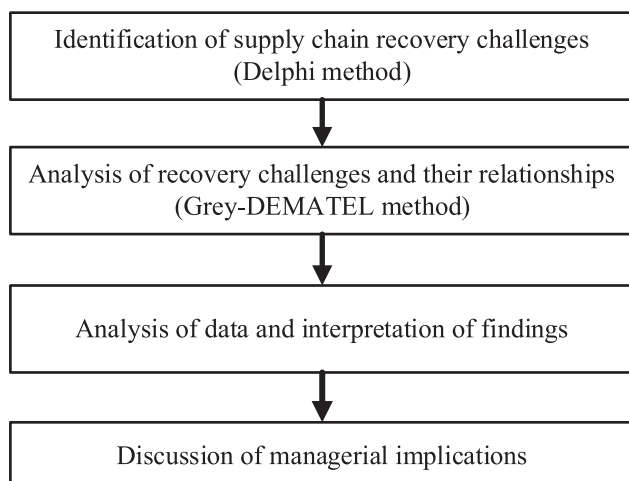 Identification of supply chain recovery challenges
(Delphi method)
Analysis of recovery challenges and their relationships
(Grey-DEMATEL method)
Analysis of data and interpretation of findings
Discussion of managerial implications